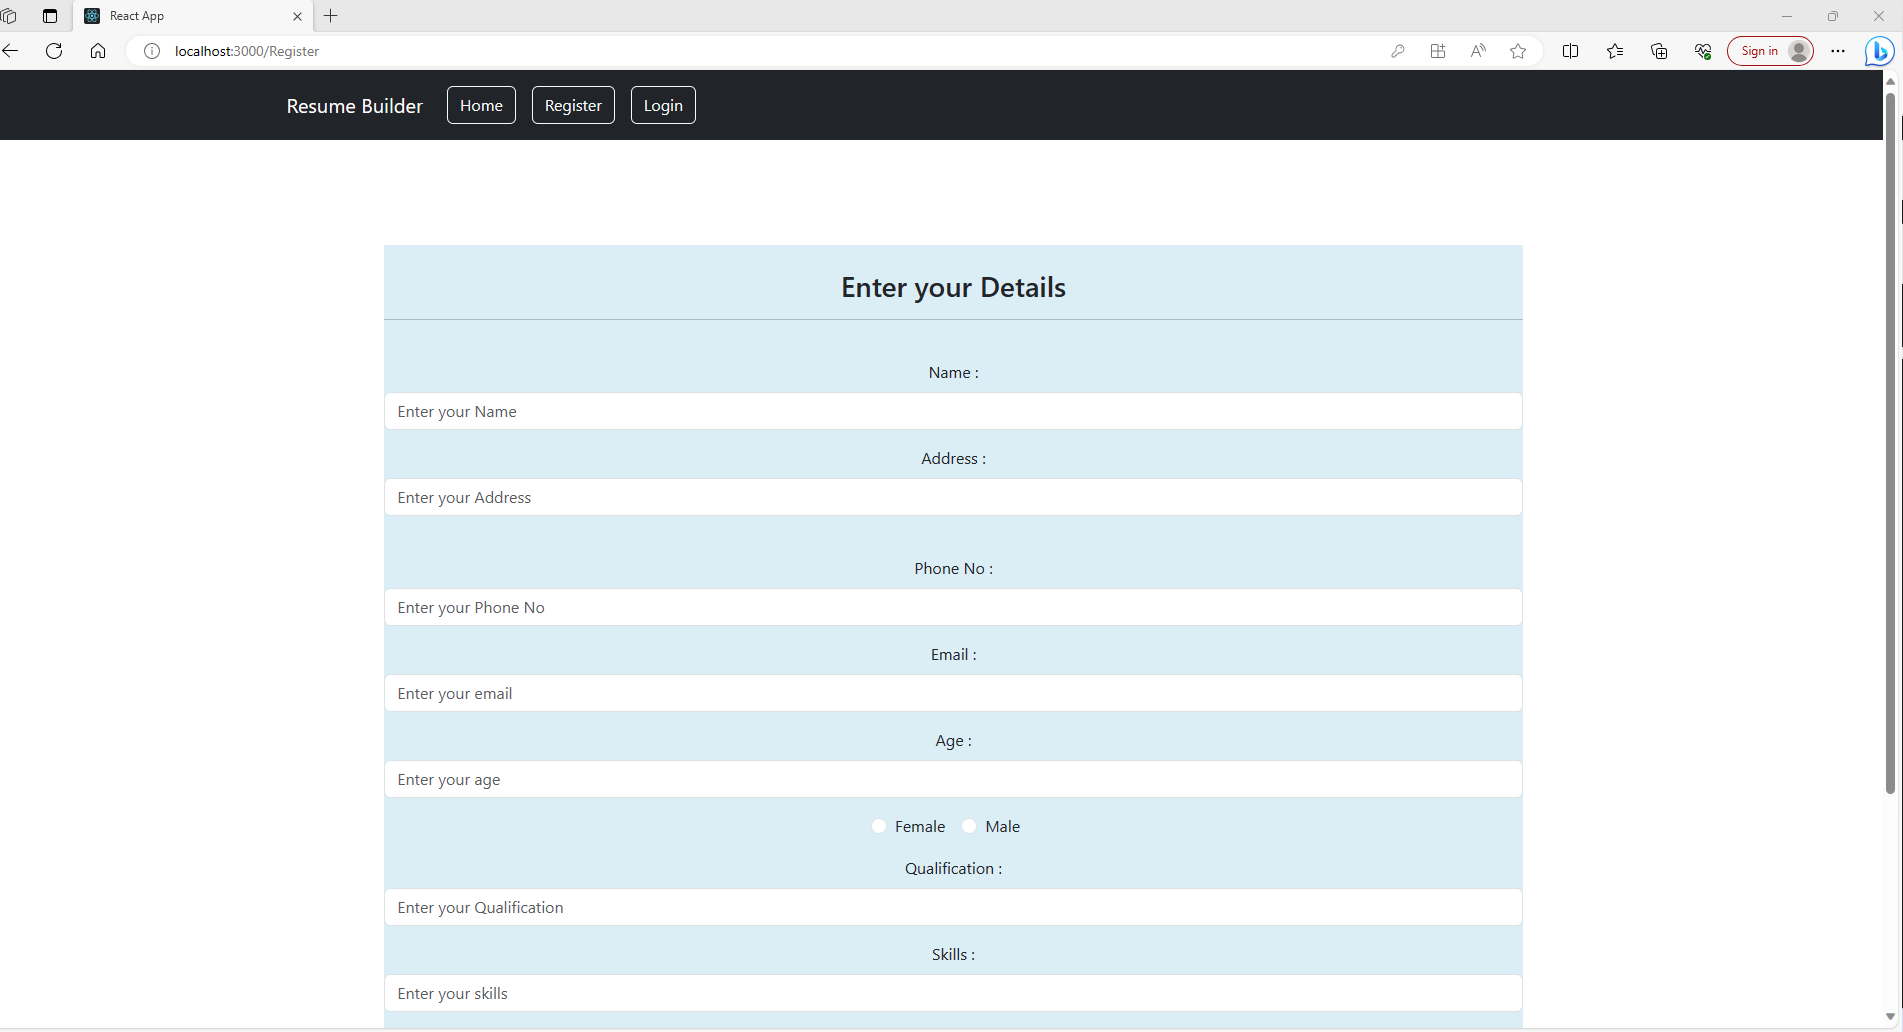 React App
localhost:3000/Register
Sign in
Resume Builder Home Register Login
Enter your Details
Name :
Enter your Name
Address :
Enter your Address
Phone No :
Enter your Phone No
Email :
Enter your email
Age :
Enter your age
Female Male
Qualification :
Enter your Qualification
Skills :
Enter your skills